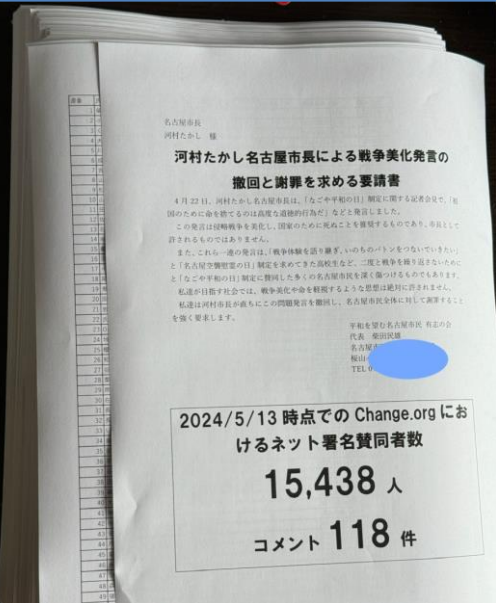 名古屋市長
河村たかし 様
河村たかし名古屋市長による戦争美化発言の
撤回と謝罪を求める要請書
4月22日、河村たかし名古屋市長は、「なごや平和の日」制定に関する記者会見で、「祖
国のために命を捨てるのは高度な道徳的行為だ」などと発言しました。
この発言は侵略戦争を美化し、国家のために死ぬことを推奨するものであり、市長として
許されるものではありません。
また、これら一連の発言は、「戦争体験を語り継ぎ、いのちのバトンをつないでいきたい」
と「名古屋空襲慰霊の日」制定を求めてきた高校生など、二度と戦争を繰り返さないために
と「なごや平和の日」制定に賛同した多くの名古屋市民を深く傷つけるものでもあります。
私達が目指す社会では、戦争美化や命を軽視するような思想は絶対に許されません。
私達は河村市長が直ちにこの問題発言を撤回し、名古屋市民全体に対して謝罪すること
を強く要求します。
平和を望む名古屋市民 有志の会
代表 柴田民雄
名古屋
桜山
TEL 0
2024/5/13 時点での Change.org にお
けるネット署名賛同者数
15,438 人
コメント 118 件